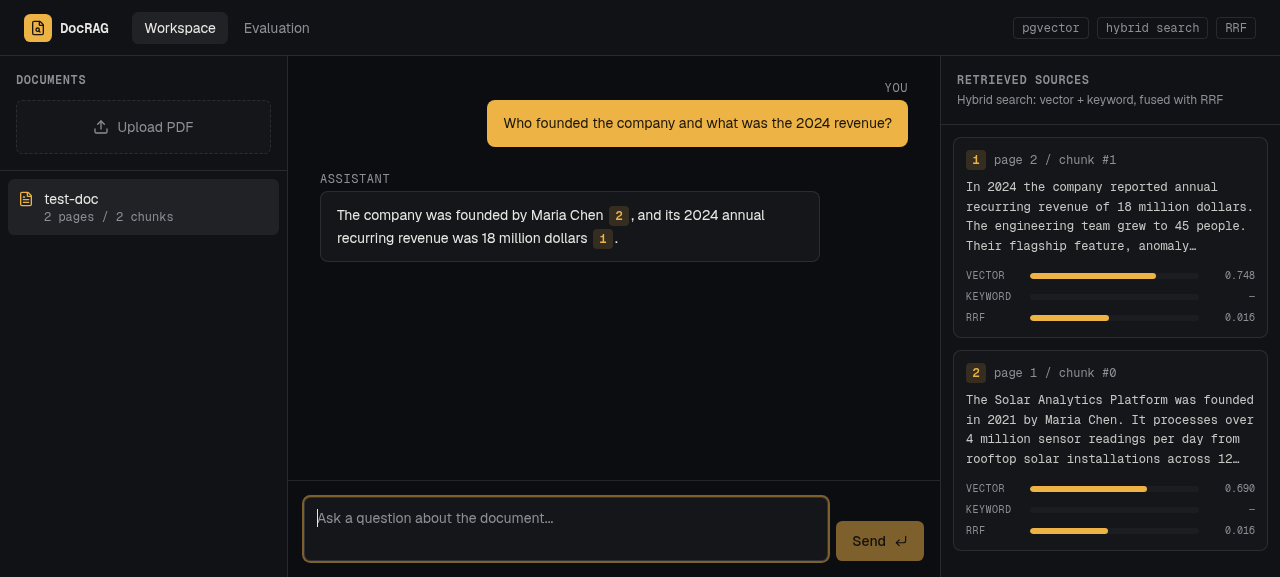 DocRAG
Workspace
Evaluation
pgvector
hybrid search
RRF
DOCUMENTS
Upload PDF
test-doc
2 pages / 2 chunks
YOU
Who founded the company and what was the 2024 revenue?
ASSISTANT
The company was founded by Maria Chen 2, and its 2024 annual
recurring revenue was 18 million dollars 1.
Ask a question about the document…
Send
RETRIEVED SOURCES
Hybrid search: vector + keyword, fused with RRF
1 page 2 / chunk #1
In 2024 the company reported annual
recurring revenue of 18 million dollars.
The engineering team grew to 45 people.
Their flagship feature, anomaly…
VECTOR 0.748
KEYWORD –
RRF 0.016
2 page 1 / chunk #0
The Solar Analytics Platform was founded
in 2021 by Maria Chen. It processes over
4 million sensor readings per day from
rooftop solar installations across 12…
VECTOR 0.690
KEYWORD –
RRF 0.016